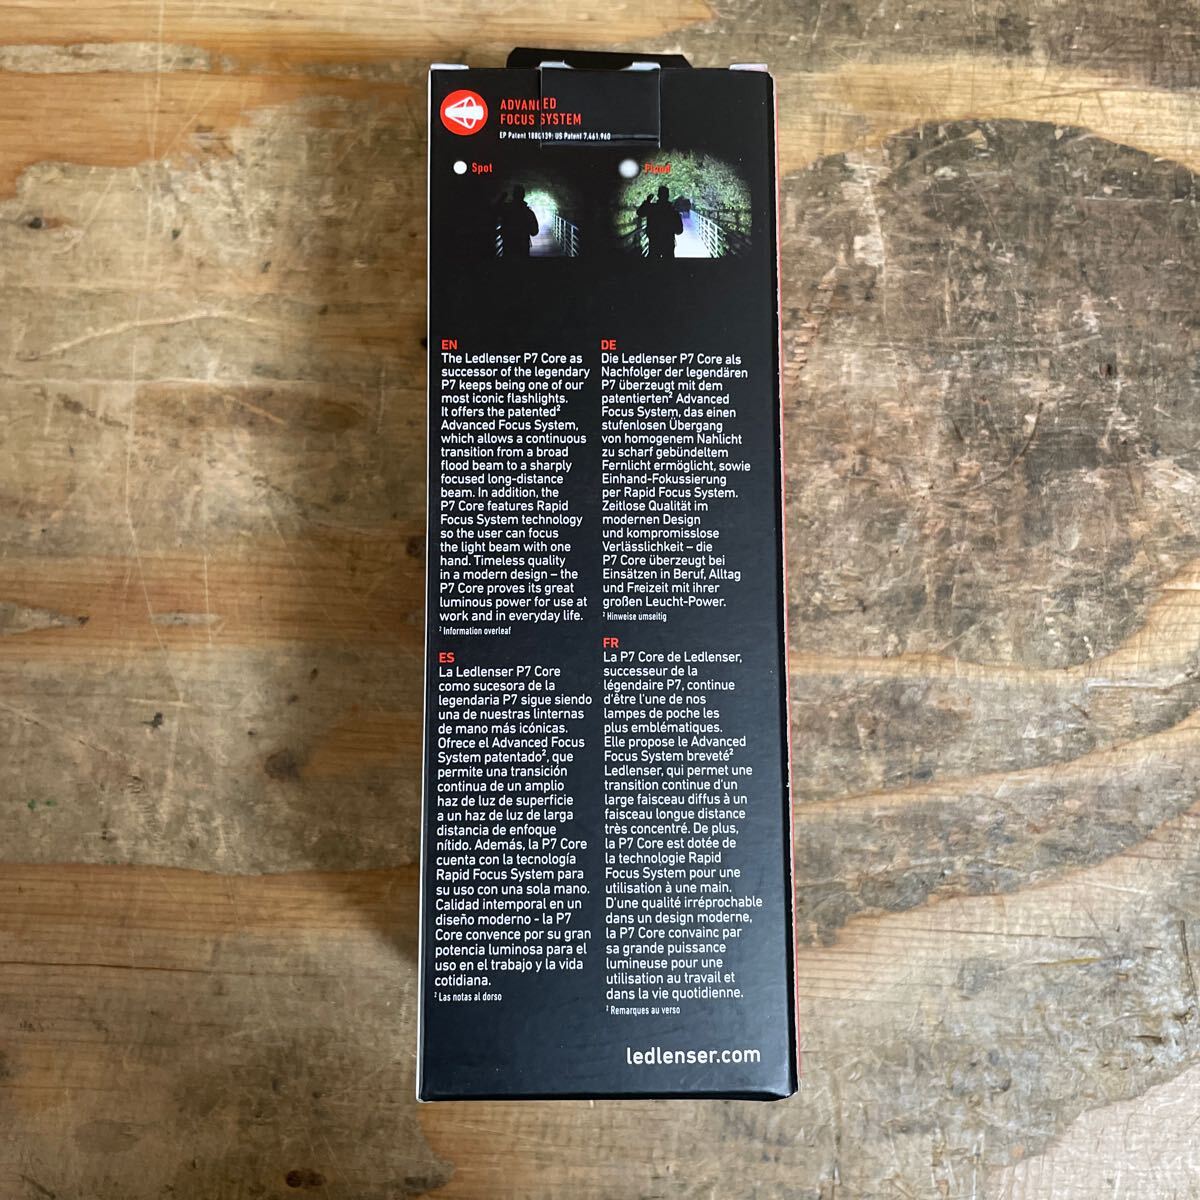 ADVANCED
FOCUS SYSTEM
EP Patent 1880139; US Patent 7,461,960
Spot
Flood
EN
The Ledlenser P7 Core as
successor of the legendary
P7 keeps being one of our
most iconic flashlights.
It offers the patented²
Advanced Focus System,
which allows a continuous
transition from a broad
flood beam to a sharply
focused long-distance
beam. In addition, the
P7 Core features Rapid
Focus System technology
so the user can focus
the light beam with one
hand. Timeless quality
in a modern design – the
P7 Core proves its great
luminous power for use at
work and in everyday life.
² Information overleaf
DE
Die Ledlenser P7 Core als
Nachfolger der legendären
P7 überzeugt mit dem
patentierten² Advanced
Focus System, das einen
stufenlosen Übergang
von homogenem Nahlicht
zu scharf gebündeltem
Fernlicht ermöglicht, sowie
Einhand-Fokussierung
per Rapid Focus System.
Zeitlose Qualität im
modernen Design
und kompromisslose
Verlässlichkeit – die
P7 Core überzeugt bei
Einsätzen in Beruf, Alltag
und Freizeit mit ihrer
großen Leucht-Power.
² Hinweise umseitig
ES
La Ledlenser P7 Core
como sucesora de la
legendaria P7 sigue siendo
una de nuestras linternas
de mano más icónicas.
Ofrece el Advanced Focus
System patentado², que
permite una transición
continua de un amplio
haz de luz de superficie
a un haz de luz de larga
distancia de enfoque
nítido. Además, la P7 Core
cuenta con la tecnología
Rapid Focus System para
su uso con una sola mano.
Calidad intemporal en un
diseño moderno - la P7
Core convence por su gran
potencia luminosa para el
uso en el trabajo y la vida
cotidiana.
² Las notas al dorso
FR
La P7 Core de Ledlenser,
successeur de la
légendaire P7, continue
d'être l'une de nos
lampes de poche les
plus emblématiques.
Elle propose le Advanced
Focus System breveté²
Ledlenser, qui permet une
transition continue d'un
large faisceau diffus à un
faisceau longue distance
très concentré. De plus,
la P7 Core est dotée de
la technologie Rapid
Focus System pour une
utilisation à une main.
D'une qualité irréprochable
dans un design moderne,
la P7 Core convainc par
sa grande puissance
lumineuse pour une
utilisation au travail et
dans la vie quotidienne.
² Remarques au verso
ledlenser.com